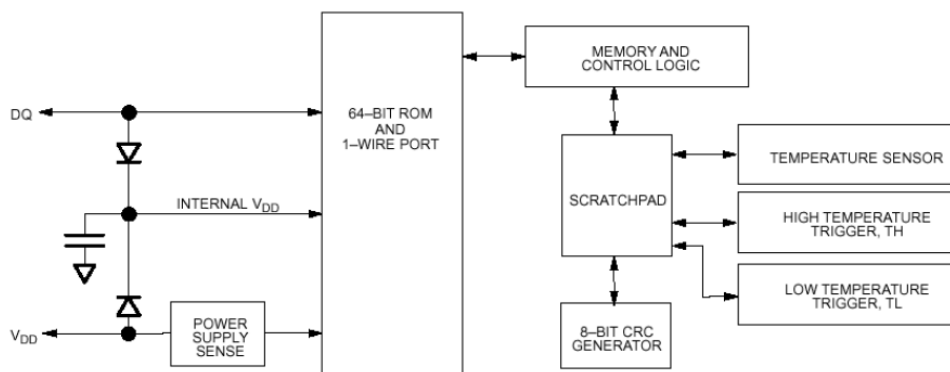 DQ
INTERNAL VDD
VDD
POWER
SUPPLY
SENSE
64–BIT ROM
AND
1–WIRE PORT
MEMORY AND
CONTROL LOGIC
SCRATCHPAD
8–BIT CRC
GENERATOR
TEMPERATURE SENSOR
HIGH TEMPERATURE
TRIGGER, TH
LOW TEMPERATURE
TRIGGER, TL